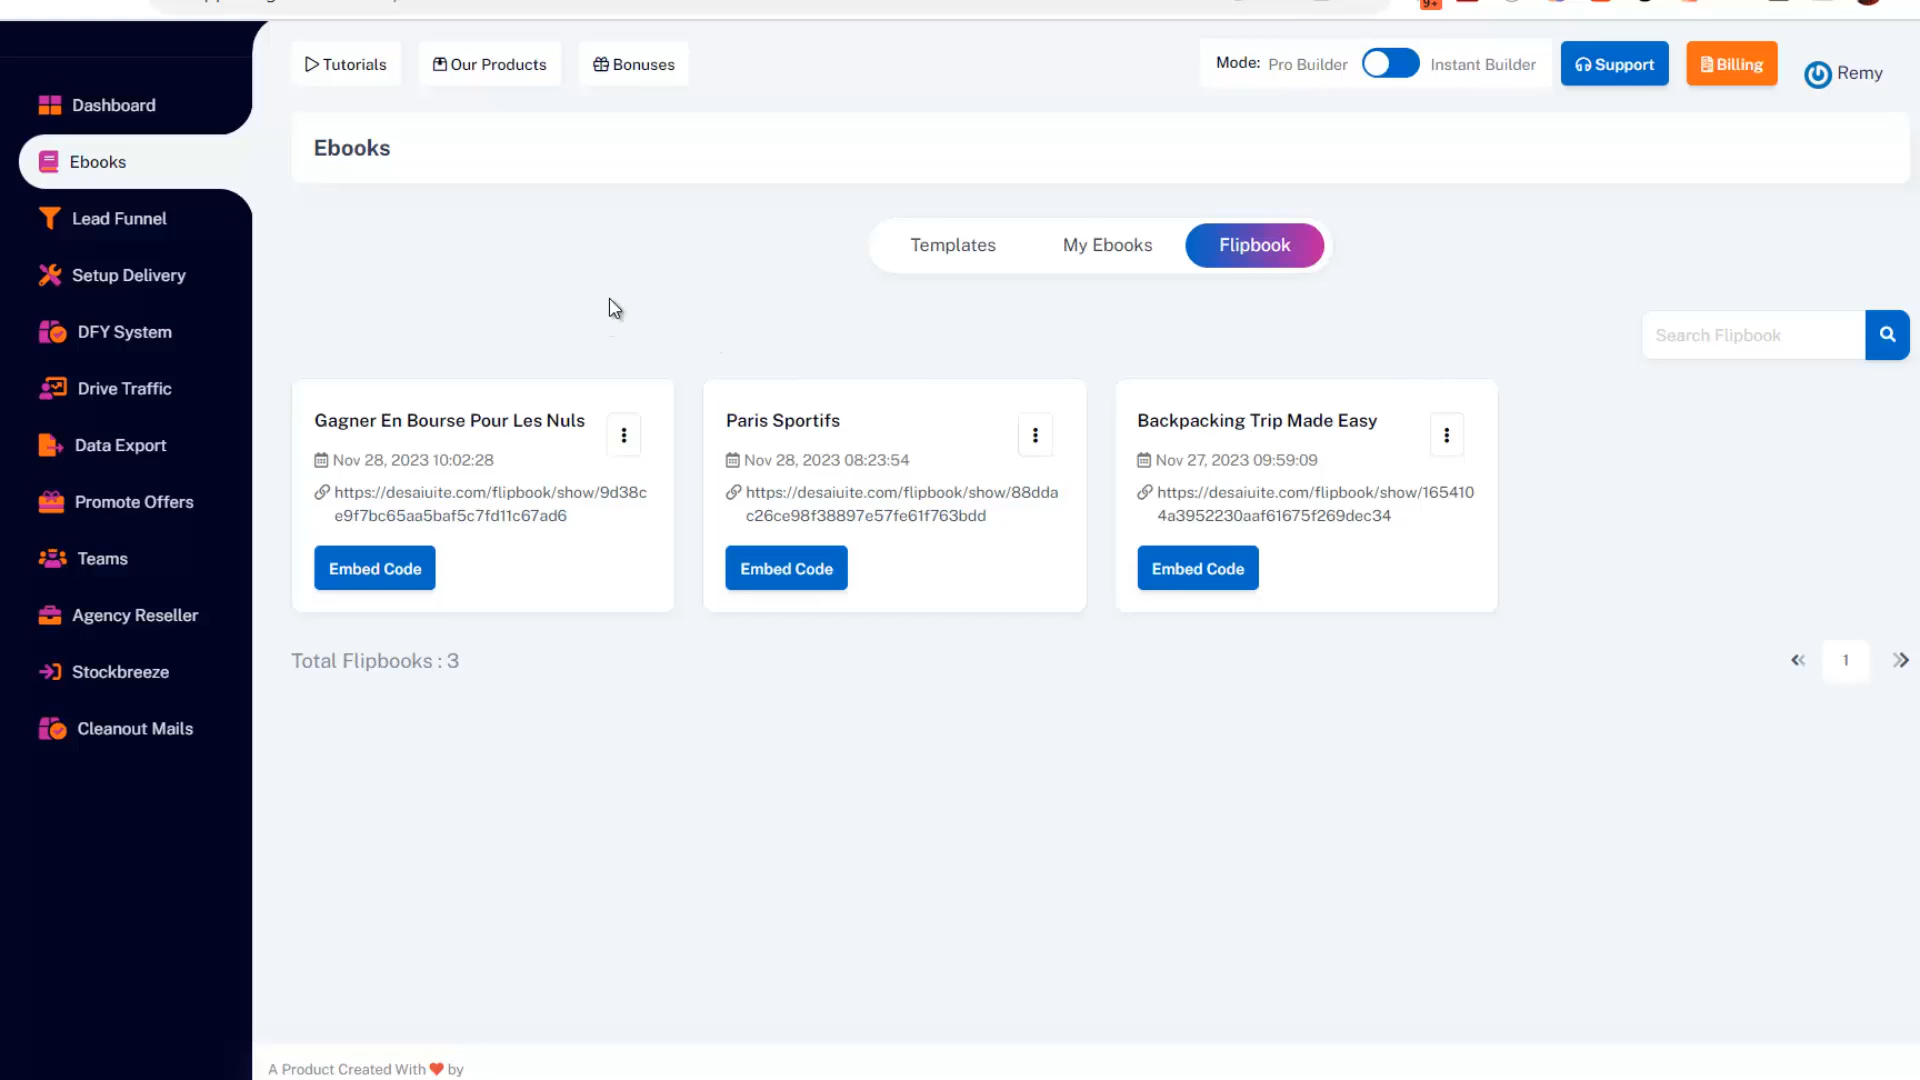 9+
Tutorials
Our Products
Bonuses
Mode: Pro Builder
Instant Builder
Support
Billing
Remy
Dashboard
Ebooks
Lead Funnel
Setup Delivery
DFY System
Drive Traffic
Data Export
Promote Offers
Teams
Agency Reseller
Stockbreeze
Cleanout Mails
Ebooks
Templates
My Ebooks
Flipbook
Search Flipbook
Gagner En Bourse Pour Les Nuls
Nov 28, 2023 10:02:28
https://desaiuite.com/flipbook/show/9d38c
e9f7bc65aa5baf5c7fd11c67ad6
Embed Code
Paris Sportifs
Nov 28, 2023 08:23:54
https://desaiuite.com/flipbook/show/88dda
c26ce98f38897e57fe61f763bdd
Embed Code
Backpacking Trip Made Easy
Nov 27, 2023 09:59:09
https://desaiuite.com/flipbook/show/165410
4a3952230aaf61675f269dec34
Embed Code
Total Flipbooks : 3
« 1 »
A Product Created With ❤ by